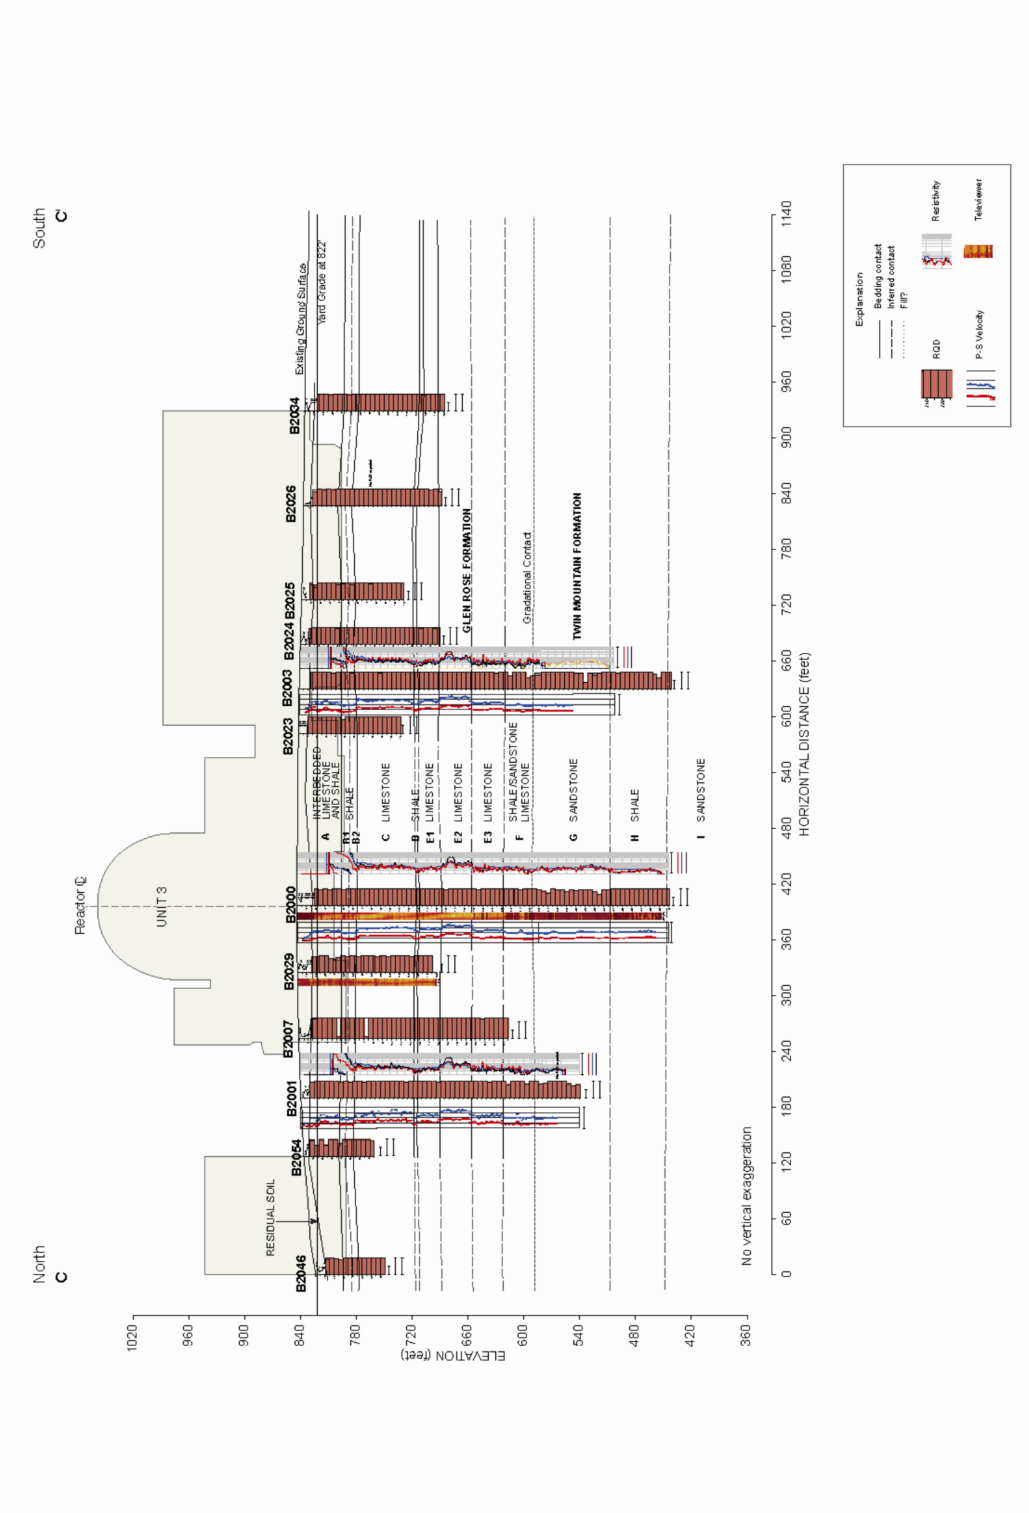 North
C
South
C'
Reactor ℄
UNIT 3
Existing Ground Surface
Yard Grade at 822'
RESIDUAL SOIL
B2046
B2054
B2001
B2007
B2029
B2000
B2023
B2003
B2024
B2025
B2026
B2034
A
INTERBEDDED
LIMESTONE
AND SHALE
B1
SHALE
B2
C
LIMESTONE
D
SHALE
E1
LIMESTONE
E2
LIMESTONE
E3
LIMESTONE
F
SHALE/SANDSTONE
LIMESTONE
G
SANDSTONE
H
SHALE
I
SANDSTONE
GLEN ROSE FORMATION
Gradational Contact
TWIN MOUNTAIN FORMATION
ELEVATION (feet)
1020
960
900
840
780
720
660
600
540
480
420
360
No vertical exaggeration
0
60
120
180
240
300
360
420
480
540
600
660
720
780
840
900
960
1020
1080
1140
HORIZONTAL DISTANCE (feet)
Explanation
Bedding contact
Inferred contact
Fill?
RQD
Resistivity
P-S Velocity
Televiewer